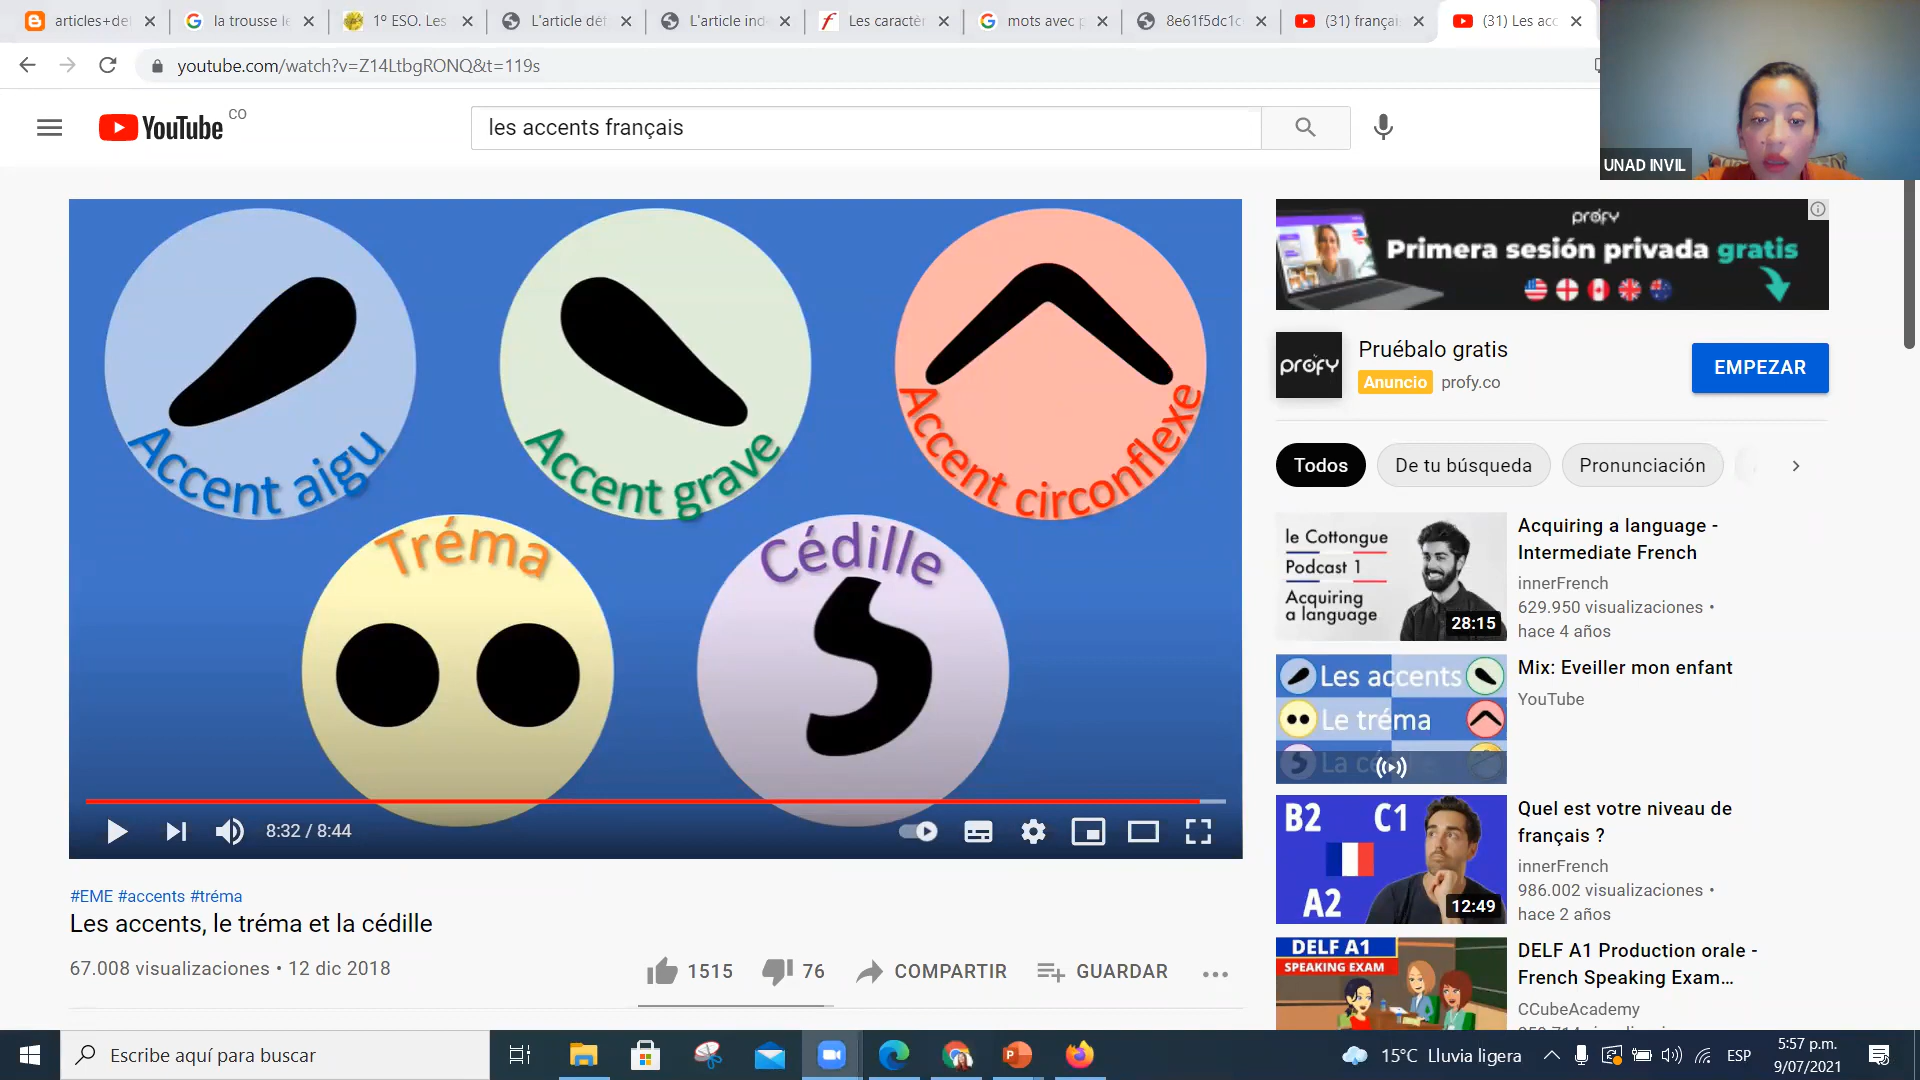 articles+del
la trousse le
1º ESO. Les
L'article déf
L'article ind
Les caractèr
mots avec p
8e61f5dc1c
(31) françai
(31) Les acc
youtube.com/watch?v=Z14LtbgRONQ&t=119s
YouTube CO
les accents français
UNAD INVIL
Accent aigu
Accent grave
Accent circonflexe
Tréma
Cédille
8:32 / 8:44
#EME #accents #tréma
Les accents, le tréma et la cédille
67.008 visualizaciones • 12 dic 2018
1515
76
COMPARTIR
GUARDAR
profy
Primera sesión privada gratis
profy
Pruébalo gratis
Anuncio profy.co
EMPEZAR
Todos
De tu búsqueda
Pronunciación
le Cottongue
Podcast 1
Acquiring
a language
28:15
Acquiring a language -
Intermediate French
innerFrench
629.950 visualizaciones •
hace 4 años
Les accents
Le tréma
Mix: Eveiller mon enfant
YouTube
B2 C1
A2
12:49
Quel est votre niveau de
français ?
innerFrench
986.002 visualizaciones •
hace 2 años
DELF A1
SPEAKING EXAM
DELF A1 Production orale -
French Speaking Exam...
CCubeAcademy
Escribe aquí para buscar
15°C Lluvia ligera
ESP
5:57 p.m.
9/07/2021